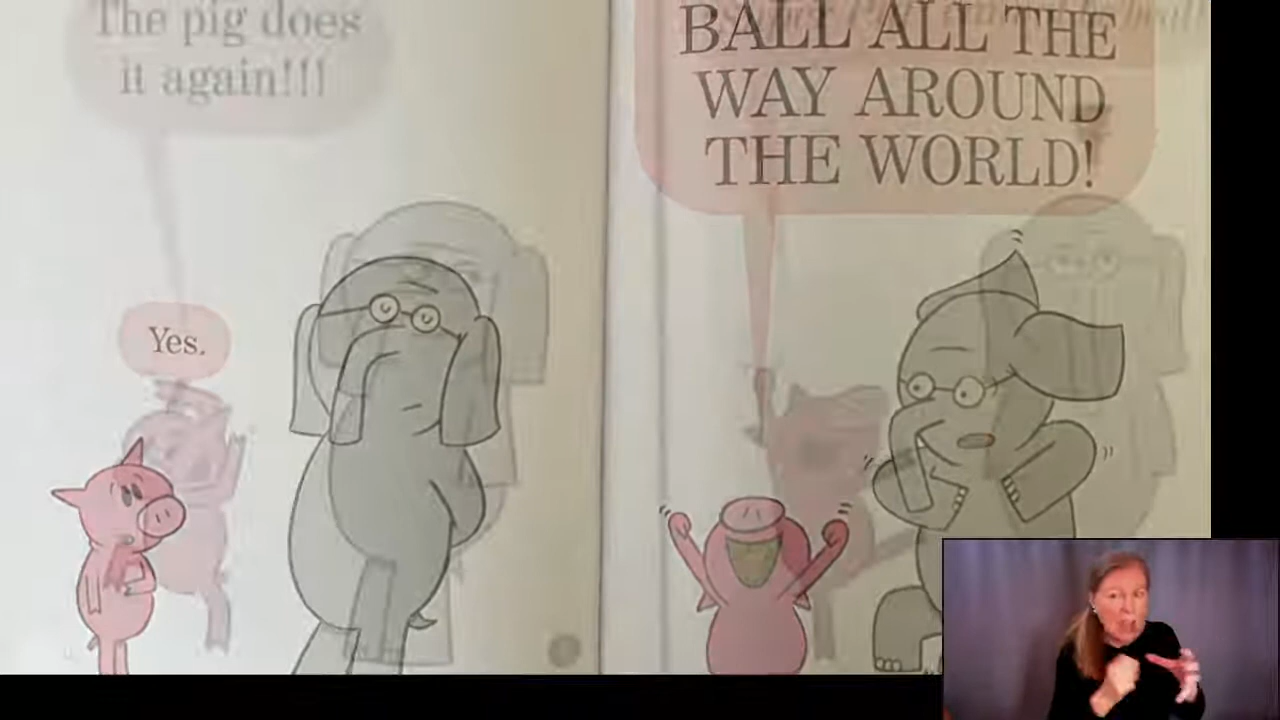 The pig does
it again!!!
Yes.
BALL ALL THE
WAY AROUND
THE WORLD!